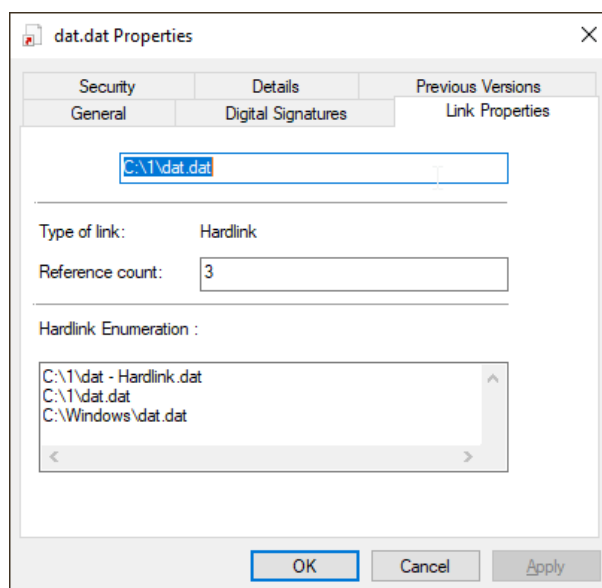 dat.dat Properties
Security Details Previous Versions
General Digital Signatures Link Properties
C:\1\dat.dat
Type of link: Hardlink
Reference count: 3
Hardlink Enumeration :
C:\1\dat - Hardlink.dat
C:\1\dat.dat
C:\Windows\dat.dat
OK Cancel Apply